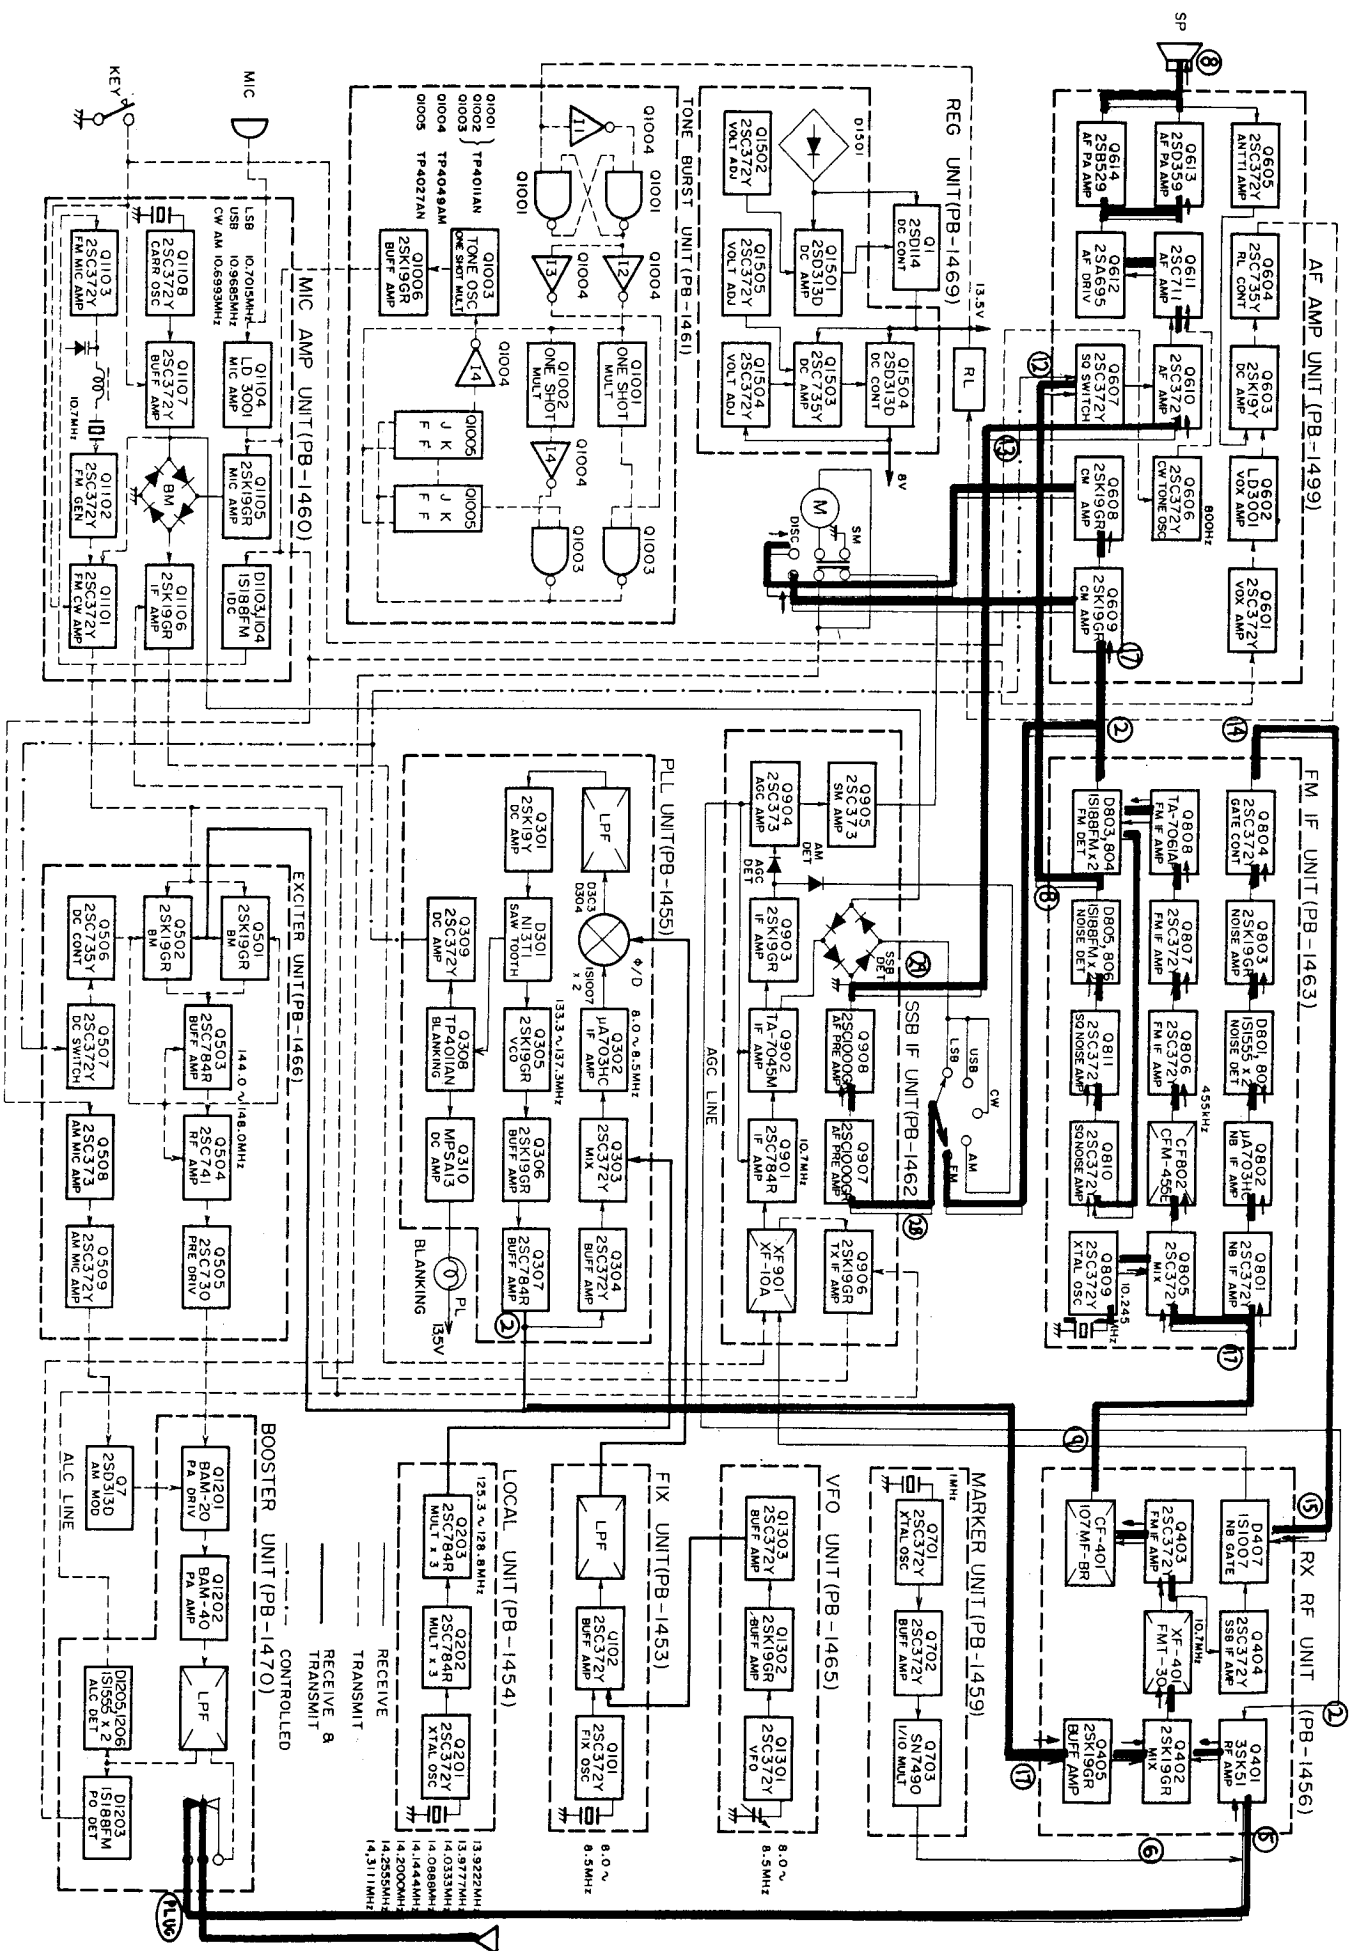 SP
8
AF AMP UNIT (PB-1499)
Q605
2SC372Y
ANTTI AMP
Q604
2SC735Y
RL CONT
Q603
2SK19Y
DC AMP
Q602
LD3001
VOX AMP
Q601
2SC372Y
VOX AMP
Q613
2SD359
AF PA AMP
Q614
2SB529
AF PA AMP
Q611
2SC711
AF AMP
Q612
2SA695
AF DRIV
Q610
2SC372Y
AF AMP
Q607
2SC372Y
SQ SWITCH
Q606
2SC372Y
CW TONE OSC
800Hz
Q608
2SK19GR
CM AMP
Q609
2SK19GR
CM AMP
12
13
17
FM IF UNIT (PB-1463)
14
Q804
2SC372Y
GATE CONT
Q803
2SK19GR
NOISE AMP
D801, 802
1S1555 x 2
NOISE DET
Q802
μA703HC
NB IF AMP
Q801
2SC372Y
NB IF AMP
Q808
TA-7061AP
FM IF AMP
Q807
2SC372Y
FM IF AMP
Q806
2SC372Y
FM IF AMP
455kHz
CF802
CFM-455E
Q805
2SC372Y
MIX
D803, 804
1S188FM x 2
FM DET
D805, 806
1S188FM x 2
NOISE DET
Q811
2SC372Y
SQ NOISE AMP
Q810
2SC372Y
SQ NOISE AMP
Q809
2SC372Y
XTAL OSC
10.245
MHz
17
RX RF UNIT (PB-1456)
15
D407
1S1007
NB GATE
Q404
2SC372Y
SSB IF AMP
Q401
3SK51
RF AMP
Q403
2SC372Y
FM IF AMP
10.7MHz
XF-401
FMT-30
Q402
2SK19GR
MIX
CF-401
107MF-BR
Q405
2SK19GR
BUFF AMP
9
5
6
17
REG UNIT (PB-1469)
13.5V
RL
D1501
Q1
2SD114
DC CONT
Q1501
2SD313D
DC AMP
Q1502
2SC372Y
VOLT ADJ
Q1504
2SD313D
DC CONT
Q1503
2SC735Y
DC AMP
Q1505
2SC372Y
VOLT ADJ
Q1504
2SC372Y
VOLT ADJ
8V
M
SM
DISC
SSB IF UNIT (PB-1462
Q905
2SC373
SM AMP
Q904
2SC373
AGC AMP
AM DET
AGC DET
SSB DET
29
Q903
2SK19GR
IF AMP
Q902
TA-7045M
IF AMP
Q901
2SC784R
IF AMP
10.7MHz
Q908
2SC1000GR
AF PRE AMP
Q907
2SC1000GR
AF PRE AMP
XF901
XF-10A
Q906
2SK19GR
TX IF AMP
LSB
USB
CW
AM
FM
28
AGC LINE
MARKER UNIT (PB-1459)
1MHz
Q701
2SC372Y
XTAL OSC
Q702
2SC372Y
BUFF AMP
Q703
SN7490
1/10 MULT
VFO UNIT (PB-1465)
Q1303
2SC372Y
BUFF AMP
Q1302
2SK19GR
BUFF AMP
Q1301
2SC372Y
VFO
8.0~
8.5MHz
TONE BURST UNIT (PB-1461)
Q1004
I1
Q1001
Q1001
Q1004
I2
I3
Q1004
Q1001
ONE SHOT
MULT
Q1002
ONE SHOT
MULT
Q1004
I4
Q1003
Q1003
Q1001
Q1002
Q1003
TP4011AN
Q1004 TP4049AM
Q1005 TP4027AN
Q1003
TONE OSC
ONE SHOT MULT
Q1004
I4
Q1006
2SK19GR
BUFF AMP
J K
F F
Q1005
J K
F F
Q1005
PLL UNIT (PB-1455)
LPF
D303
D304
Φ/D
1S1007
x 2
8.0~8.5MHz
Q302
μA703HC
IF AMP
Q303
2SC372Y
MIX
Q304
2SC372Y
BUFF AMP
Q301
2SK19Y
DC AMP
D301
N13T1
SAW TOOTH
Q305
2SK19GR
VCO
133.3~137.3MHz
Q306
2SK19GR
BUFF AMP
Q307
2SC784R
BUFF AMP
Q309
2SC372Y
DC AMP
Q308
TP4011AN
BLANKING
Q310
MPSA13
DC AMP
PL
BLANKING
13.5V
FIX UNIT (PB-1453)
LPF
Q102
2SC372Y
BUFF AMP
Q101
2SC372Y
FIX OSC
8.0~
8.5MHz
LOCAL UNIT (PB-1454)
125.3~128.8MHz
Q203
2SC784R
MULT x 3
Q202
2SC784R
MULT x 3
Q201
2SC372Y
XTAL OSC
13.9222MHz
13.9777MHz
14.0333MHz
14.0888MHz
14.1444MHz
14.2000MHz
14.2555MHz
14.3111MHz
MIC
KEY
MIC AMP UNIT (PB-1460)
LSB 10.7015MHz
USB 10.6985MHz
CW AM 10.6993MHz
Q1104
LD 3001
MIC AMP
Q1105
2SK19GR
MIC AMP
D1103, 1104
1S188FM
IDC
Q1108
2SC372Y
CARR OSC
Q1107
2SC372Y
BUFF AMP
BM
Q1106
2SK19GR
IF AMP
Q1103
2SC372Y
FM MIC AMP
10.7MHz
Q1102
2SC372Y
FM GEN
Q1101
2SC372Y
FM CW AMP
EXCITER UNIT (PB-1466)
Q501
2SK19GR
BM
Q502
2SK19GR
BM
Q503
2SC784R
BUFF AMP
144.0~148.0MHz
Q504
2SC741
RF AMP
Q505
2SC730
PRE DRIV
Q506
2SC735Y
DC CONT
Q507
2SC372Y
DC SWITCH
Q508
2SC373
AM MIC AMP
Q509
2SC372Y
AM MIC AMP
BOOSTER UNIT (PB-1470)
Q7
2SD313D
AM MOD
Q1201
BAM-20
PA DRIV
Q1202
BAM-40
PA AMP
LPF
D1205, 1206
1S1555 x 2
ALC DET
D1203
1S188FM
PO DET
ALC LINE
RECEIVE
TRANSMIT
RECEIVE &
TRANSMIT
CONTROLLED
PLUG